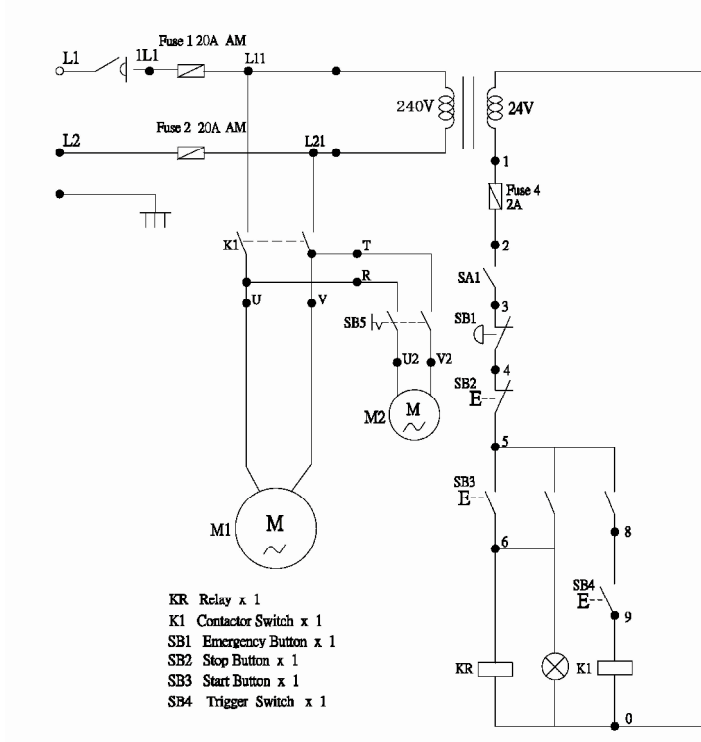 Fuse 1 20A AM
L1
1L1
L11
240V
24V
Fuse 2 20A AM
L2
L21
1
Fuse 4
2A
2
K1
T
SA1
R
3
U
V
SB5
SB1
4
U2
V2
SB2
E
M2
M
5
SB3
E
M1
M
6
8
SB4
E
9
KR Relay x 1
K1 Contactor Switch x 1
SB1 Emergency Button x 1
SB2 Stop Button x 1
SB3 Start Button x 1
SB4 Trigger Switch x 1
KR
K1
0